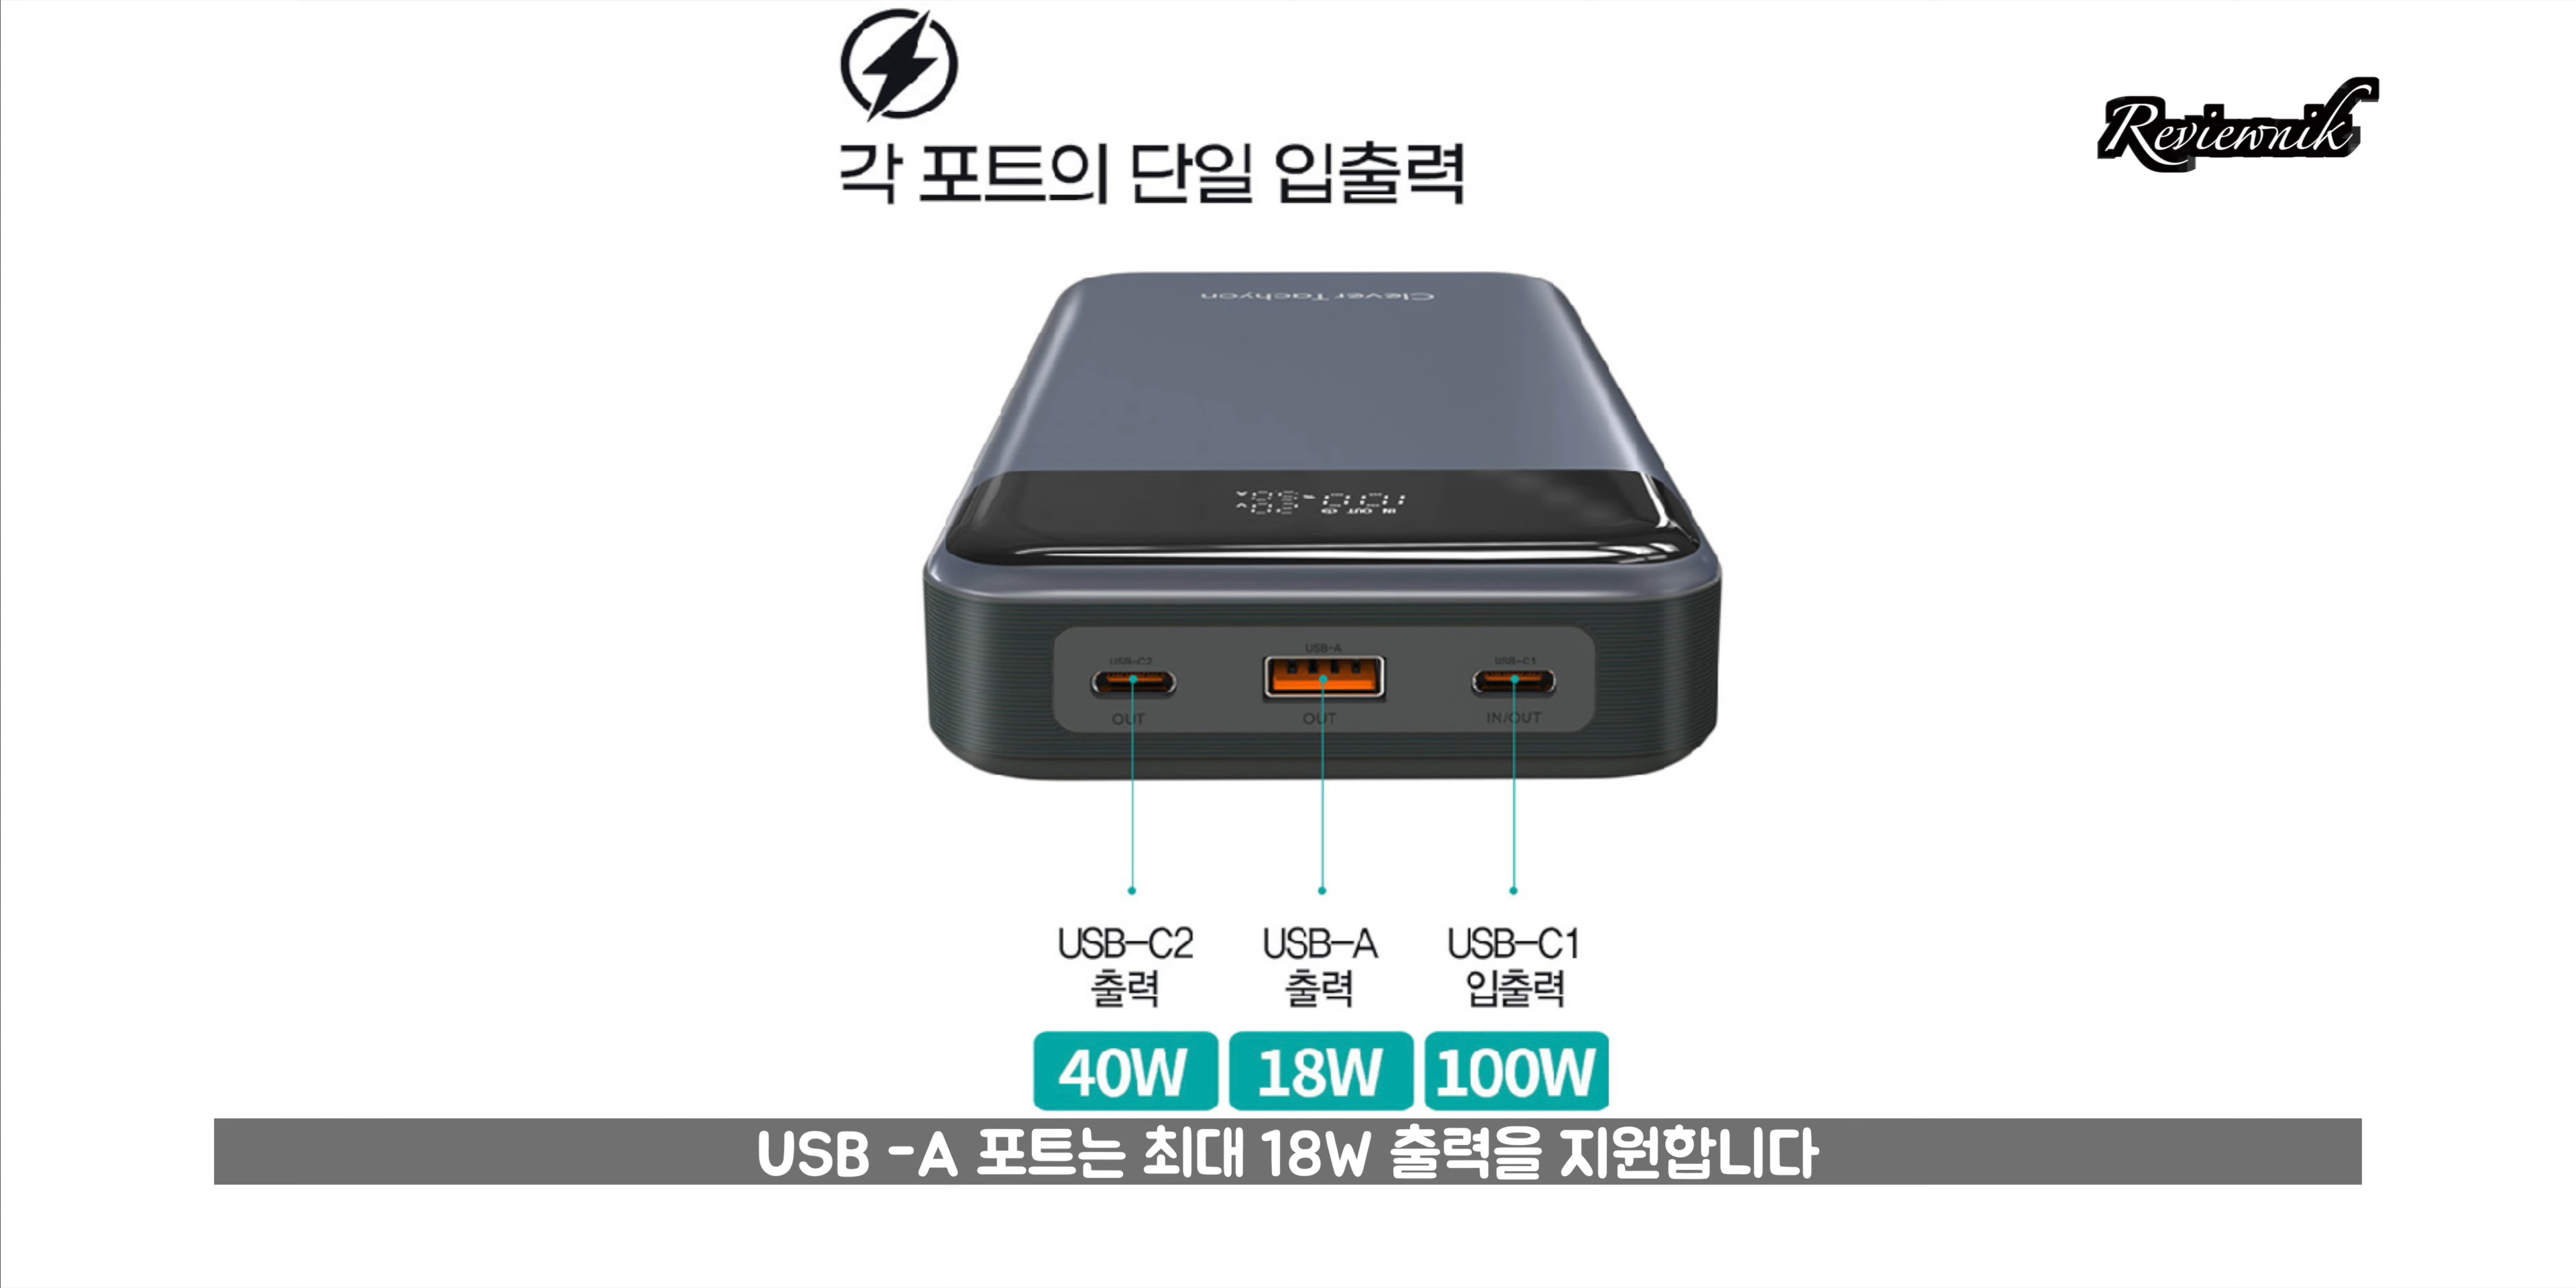 각 포트의 단일 입출력
Reviewnik
CleverTachyon
IN OUT
USB-C2
USB-A
USB-C1
OUT
OUT
IN/OUT
USB-C2
출력
USB-A
출력
USB-C1
입출력
40W
18W
100W
USB -A 포트는 최대 18W 출력을 지원합니다